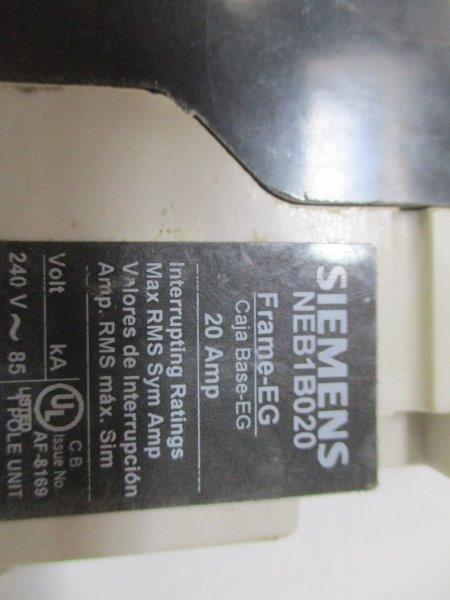 SIEMENS
NEB1B020
Frame-EG
Caja Base-EG
20 Amp
Interrupting Ratings
Max RMS Sym Amp
Valores de Interrupción
Amp. RMS máx. Sim
Volt kA
240 V ~ 85
UL
LISTED
C.B.
Issue No.
AF-8169
1 POLE UNIT